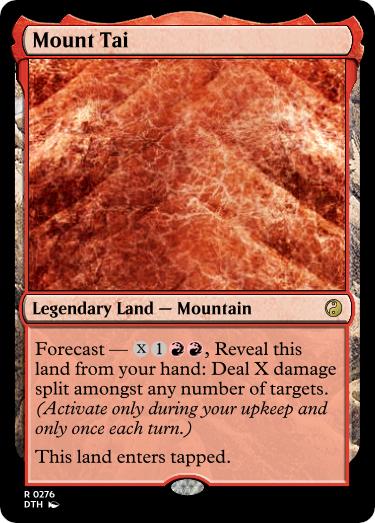 Mount Tai
Legendary Land — Mountain
Forecast — X 1 R R, Reveal this
land from your hand: Deal X damage
split amongst any number of targets.
(Activate only during your upkeep and
only once each turn.)
This land enters tapped.
R 0276
DTH